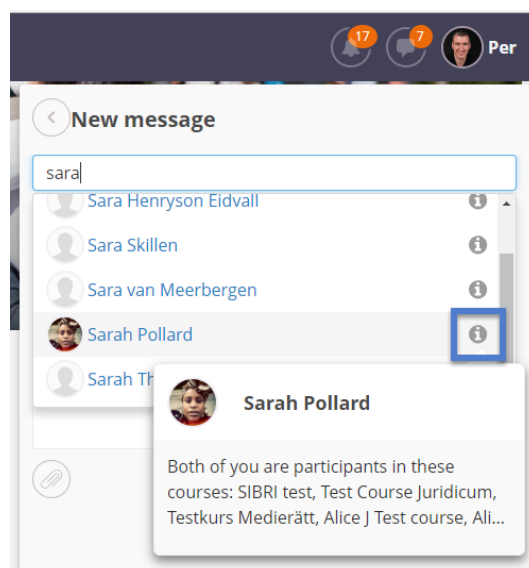 17
7
Per
New message
sara
Sara Henryson Eidvall
Sara Skillen
Sara van Meerbergen
Sarah Pollard
Sarah Th
Sarah Pollard
Both of you are participants in these
courses: SIBRI test, Test Course Juridicum,
Testkurs Medierätt, Alice J Test course, Ali...